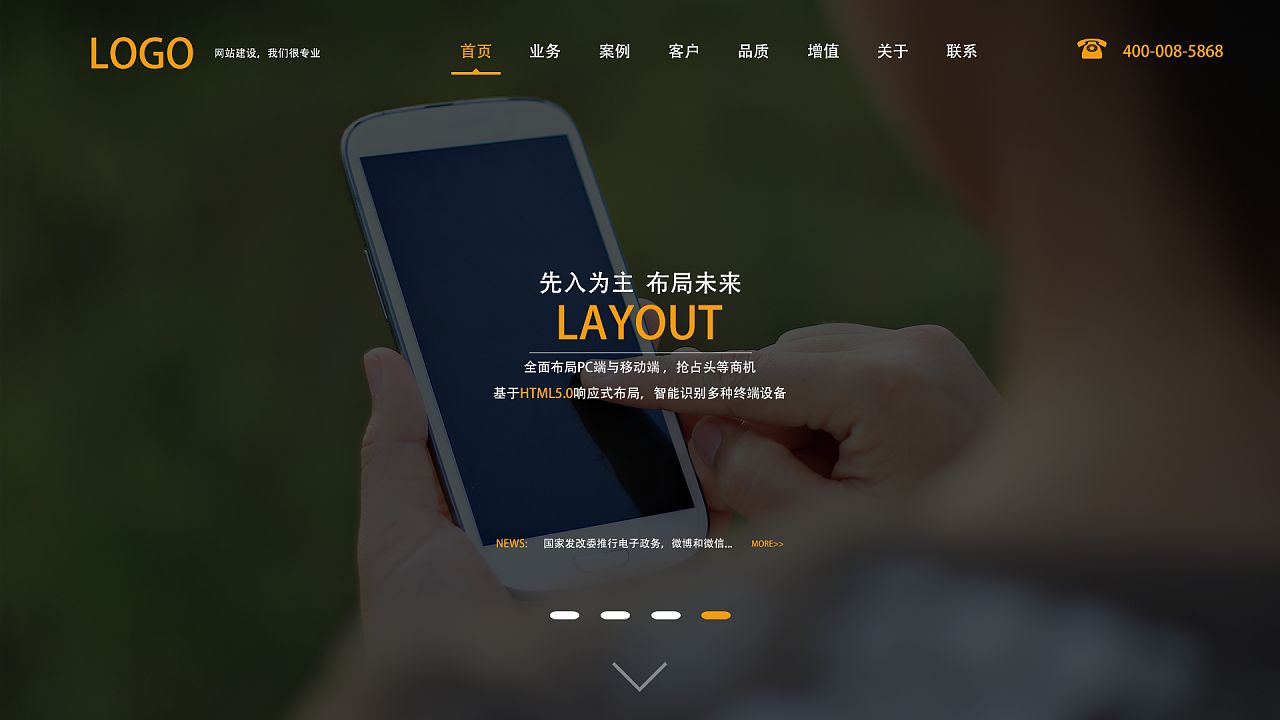 LOGO 网站建设，我们很专业 首页 业务 案例 客户 品质 增值 关于 联系 400-008-5868
先入为主 布局未来
LAYOUT
全面布局PC端与移动端，抢占头等商机
基于HTML5.0响应式布局，智能识别多种终端设备
NEWS: 国家发改委推行电子政务，微博和微信... MORE>>